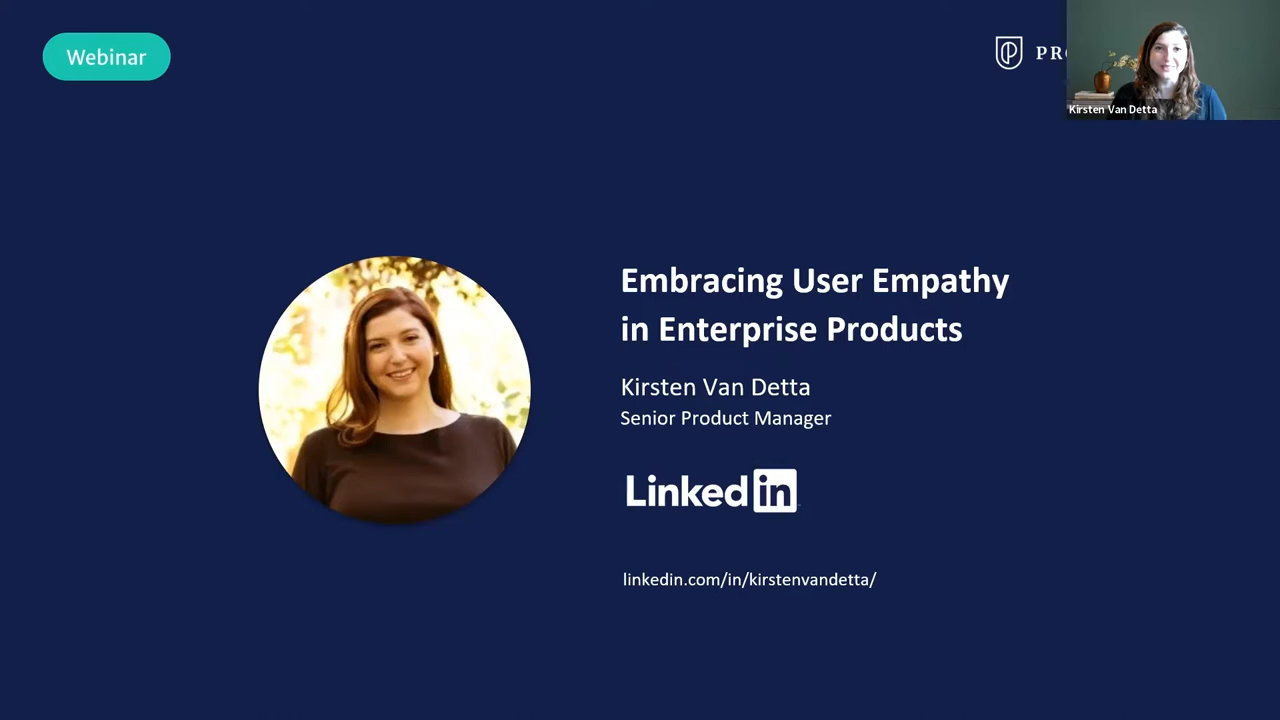 Webinar
Kirsten Van Detta
Embracing User Empathy
in Enterprise Products
Kirsten Van Detta
Senior Product Manager
LinkedIn
linkedin.com/in/kirstenvandetta/